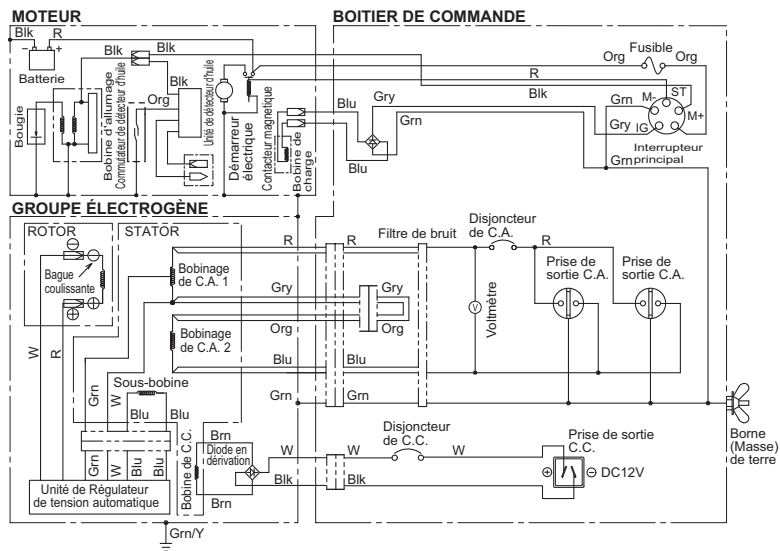 MOTEUR
BOITIER DE COMMANDE
Blk
R
Blk
Blk
− +
Batterie
Blk
Org
Bougie
Bobine d'allumage
Commutateur de détecteur d'huile
Unité de détecteur d'huile
Démarreur
électrique
Contacteur magnétique
Bobine de
charge
Blu
Blu
Gry
Grn
Org
Fusible
Org
R
Blk
Grn
M-
ST
M+
Gry
IG
Grn
Interrupteur
principal
GROUPE ÉLECTROGÈNE
ROTOR
STATOR
⊖
Bague
coulissante
⊕
Bobinage
de C.A. 1
Bobinage
de C.A. 2
R
R
Gry
Org
Blu
Blu
Grn
Grn
Filtre de bruit
Gry
Org
Disjoncteur
de C.A.
R
V
Voltmètre
Prise de
sortie C.A.
Prise de
sortie C.A.
W
R
Grn
W
Sous-bobine
Blu
Blu
Grn
W
Blu
Blu
Unité de Régulateur
de tension automatique
Bobine de C.C.
Brn
Diode en
dérivation
Brn
W
W
Blk
Blk
Disjoncteur
de C.C.
W
Prise de sortie
C.C.
⊕
⊖ DC12V
Borne
(Masse)
de terre
Grn/Y